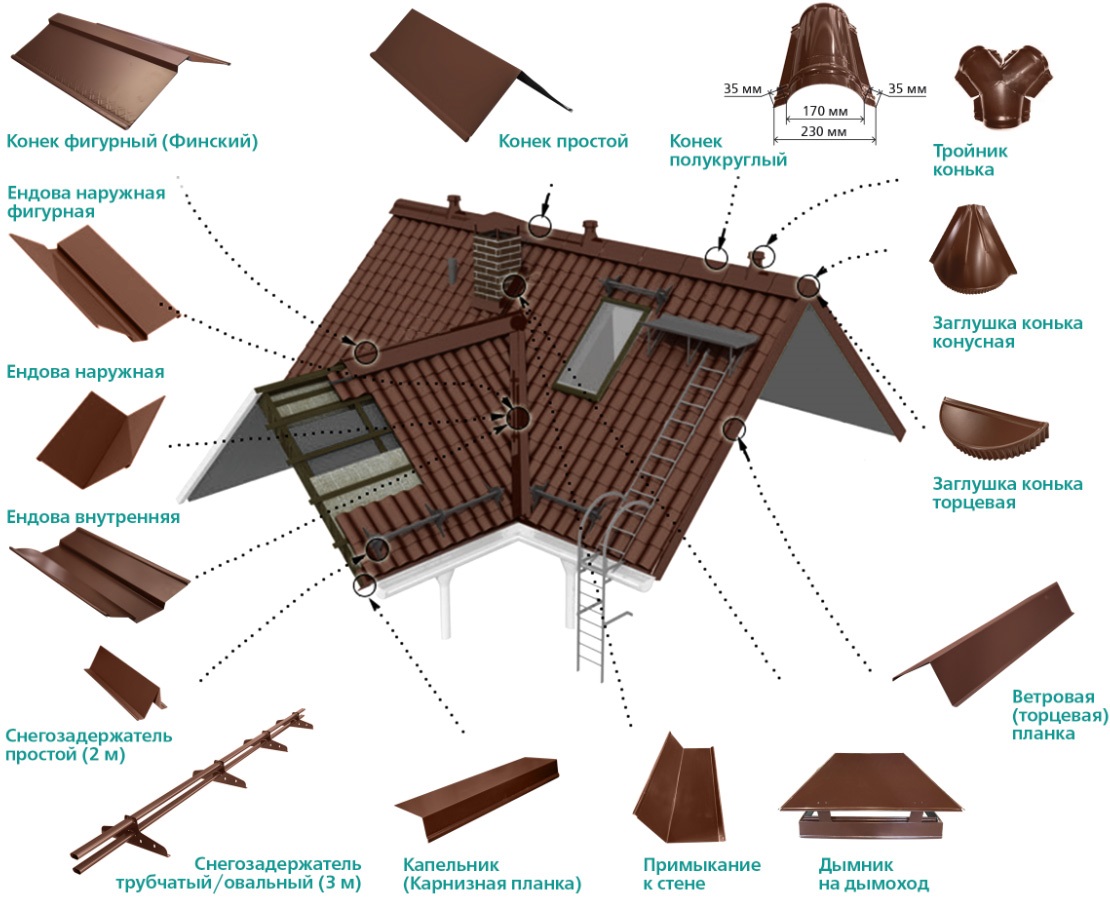 35 мм
35 мм
170 мм
230 мм
Конек фигурный (Финский)
Конек простой
Конек
полукруглый
Тройник
конька
Ендова наружная
фигурная
Заглушка конька
конусная
Ендова наружная
Заглушка конька
торцевая
Ендова внутренняя
Ветровая
(торцевая)
планка
Снегозадержатель
простой (2 м)
Снегозадержатель
трубчатый/овальный (3 м)
Капельник
(Карнизная планка)
Примыкание
к стене
Дымник
на дымоход